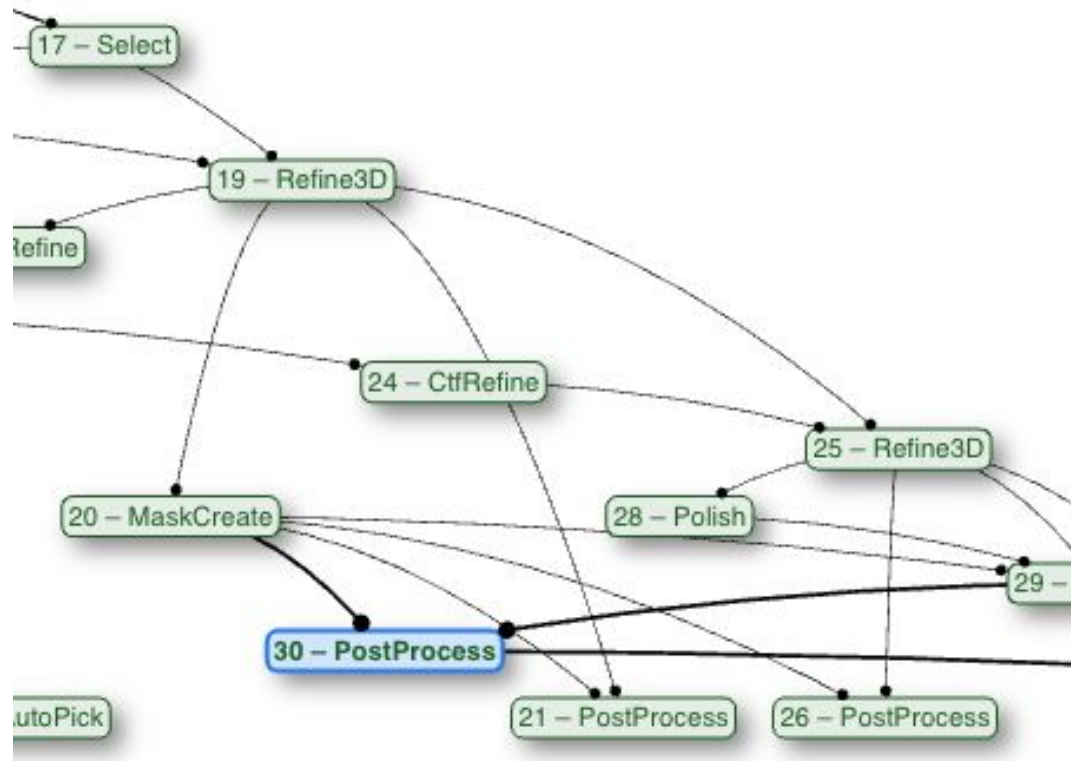 17 – Select
19 – Refine3D
Refine
24 – CtfRefine
25 – Refine3D
20 – MaskCreate
28 – Polish
29 –
30 – PostProcess
utoPick
21 – PostProcess
26 – PostProcess